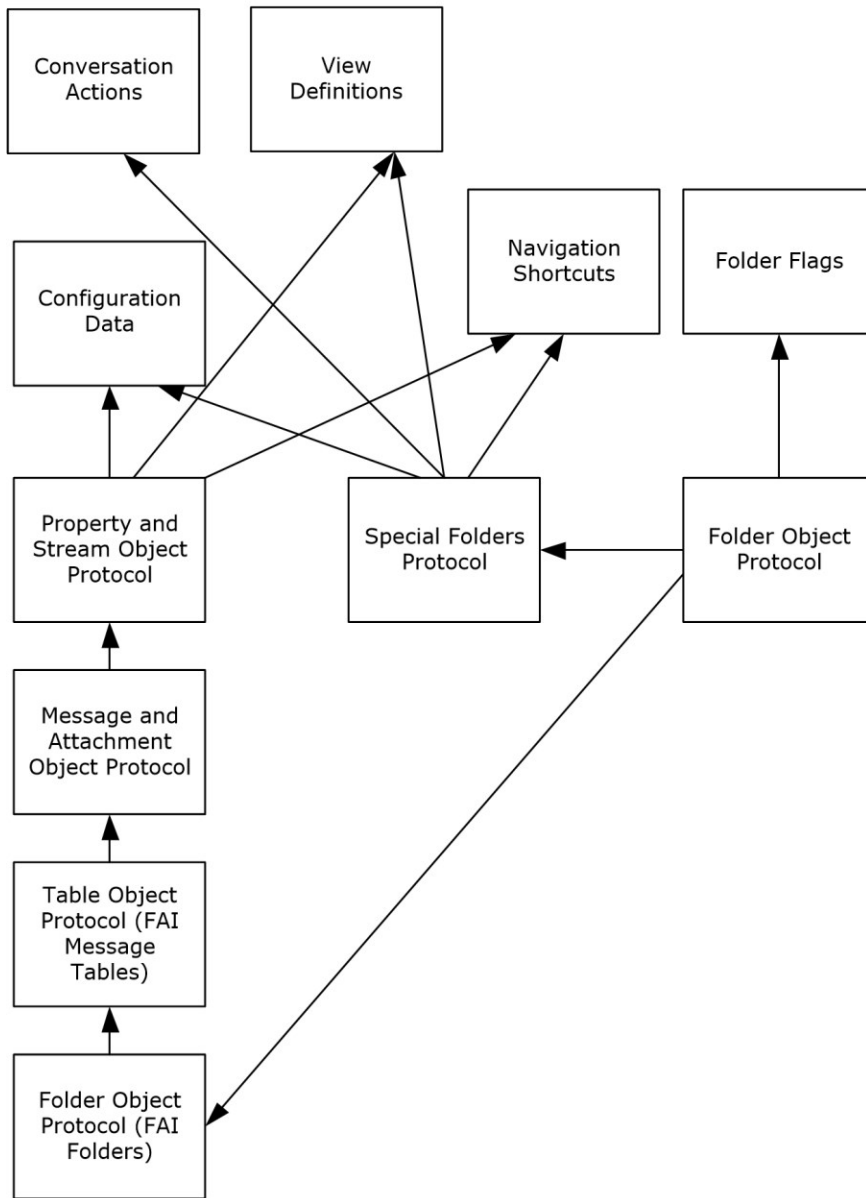 Conversation
Actions
View
Definitions
Navigation
Shortcuts
Folder Flags
Configuration
Data
Property and
Stream Object
Protocol
Special Folders
Protocol
Folder Object
Protocol
Message and
Attachment
Object Protocol
Table Object
Protocol (FAI
Message
Tables)
Folder Object
Protocol (FAI
Folders)